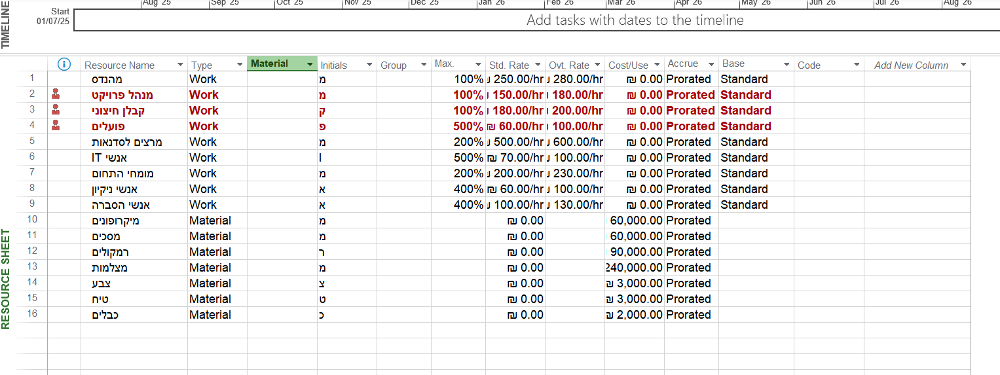 TIMELINE
Aug '25 Sep '25 Oct '25 Nov '25 Dec '25 Jan '26 Feb '26 Mar '26 Apr '26 May '26 Jun '26 Jul '26 Aug '26
Start
01/07/25
Add tasks with dates to the timeline
RESOURCE SHEET
Resource Name Type Material Initials Group Max. Std. Rate Ovt. Rate Cost/Use Accrue Base Code Add New Column
1 מהנדס Work מ 100% 250.00/hr 280.00/hr ₪ 0.00 Prorated Standard
2 מנהל פרויקט Work מ 100% 150.00/hr 180.00/hr ₪ 0.00 Prorated Standard
3 קבלן חיצוני Work ק 100% 180.00/hr 200.00/hr ₪ 0.00 Prorated Standard
4 פועלים Work פ 500% ₪ 60.00/hr 100.00/hr ₪ 0.00 Prorated Standard
5 מרצים לסדנאות Work מ 200% 500.00/hr 600.00/hr ₪ 0.00 Prorated Standard
6 אנשי IT Work I 500% ₪ 70.00/hr 100.00/hr ₪ 0.00 Prorated Standard
7 מומחי התחום Work מ 200% 200.00/hr 230.00/hr ₪ 0.00 Prorated Standard
8 אנשי ניקיון Work א 400% ₪ 60.00/hr 100.00/hr ₪ 0.00 Prorated Standard
9 אנשי הסברה Work א 400% 100.00/hr 130.00/hr ₪ 0.00 Prorated Standard
10 מיקרופונים Material מ ₪ 0.00 60,000.00 Prorated
11 מסכים Material מ ₪ 0.00 60,000.00 Prorated
12 רמקולים Material ר ₪ 0.00 90,000.00 Prorated
13 מצלמות Material מ ₪ 0.00 240,000.00 Prorated
14 צבע Material צ ₪ 0.00 ₪ 3,000.00 Prorated
15 טיח Material ט ₪ 0.00 ₪ 3,000.00 Prorated
16 כבלים Material כ ₪ 0.00 ₪ 2,000.00 Prorated